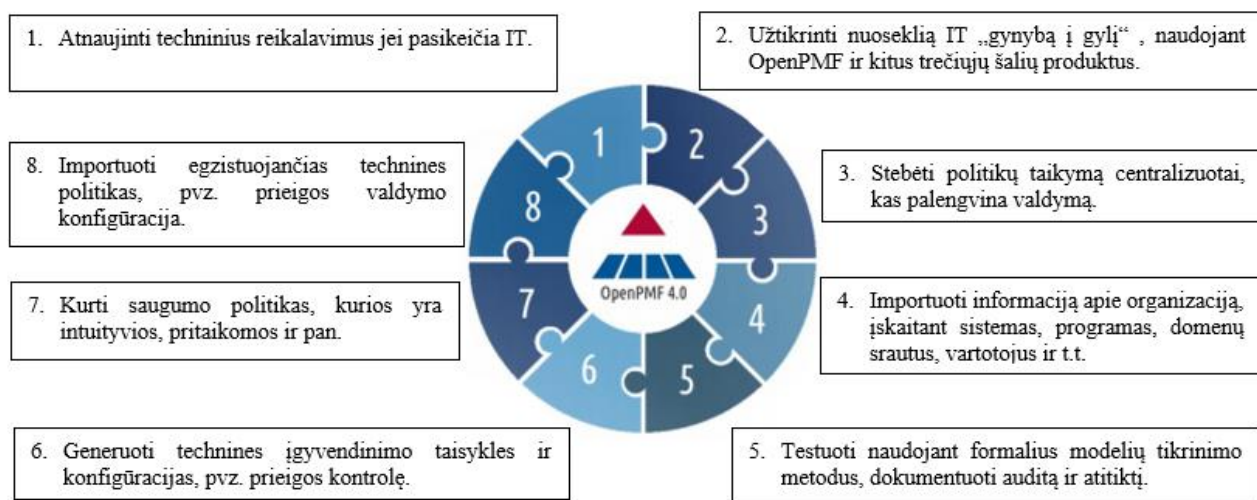 1. Atnaujinti techninius reikalavimus jei pasikeičia IT.
2. Užtikrinti nuoseklią IT „gynybą į gylį“ , naudojant
OpenPMF ir kitus trečiųjų šalių produktus.
8. Importuoti egzistuojančias technines
politikas, pvz. prieigos valdymo
konfigūracija.
3. Stebėti politikų taikymą centralizuotai,
kas palengvina valdymą.
7. Kurti saugumo politikas, kurios yra
intuityvios, pritaikomos ir pan.
4. Importuoti informaciją apie organizaciją,
įskaitant sistemas, programas, domenų
srautus, vartotojus ir t.t.
6. Generuoti technines įgyvendinimo taisykles ir
konfigūracijas, pvz. prieigos kontrolę.
5. Testuoti naudojant formalius modelių tikrinimo
metodus, dokumentuoti auditą ir atitiktį.
1
2
3
4
5
6
7
8
OpenPMF 4.0